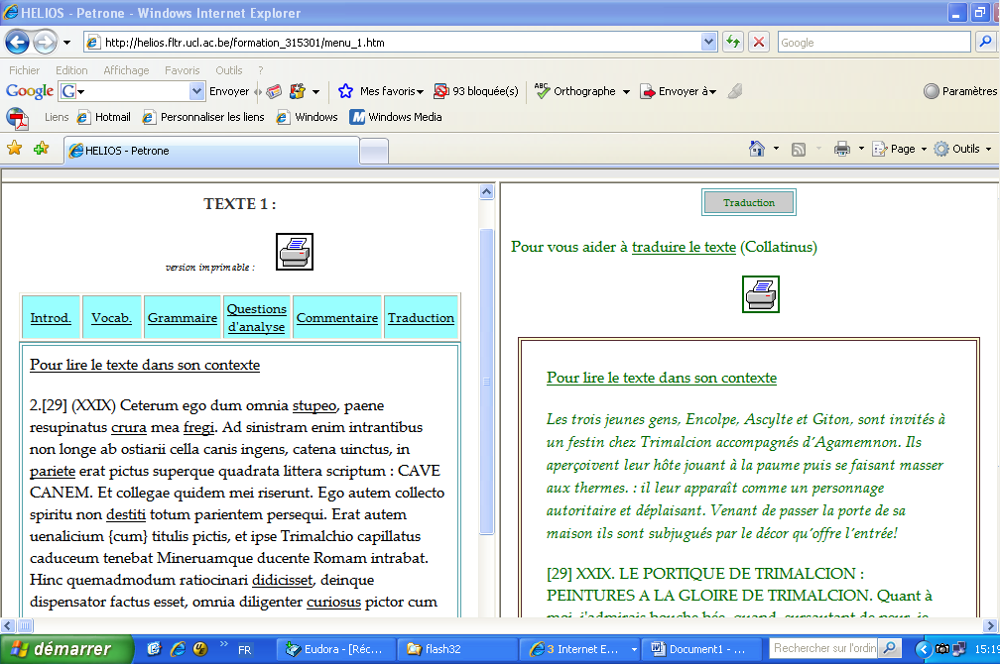 HELIOS - Petrone - Windows Internet Explorer
http://helios.fltr.ucl.ac.be/formation_315301/menu_1.htm
Google
Fichier Edition Affichage Favoris Outils ?
Google G Envoyer Mes favoris 93 bloquée(s) ABC Orthographe Envoyer à Paramètres
Liens Hotmail Personnaliser les liens Windows Windows Media
HELIOS - Petrone
Page Outils
TEXTE 1 :
version imprimable :
Introd. Vocab. Grammaire Questions d'analyse Commentaire Traduction
Pour lire le texte dans son contexte
2.[29] (XXIX) Ceterum ego dum omnia stupeo, paene
resupinatus crura mea fregi. Ad sinistram enim intrantibus
non longe ab ostiarii cella canis ingens, catena uinctus, in
pariete erat pictus superque quadrata littera scriptum : CAVE
CANEM. Et collegae quidem mei riserunt. Ego autem collecto
spiritu non destiti totum parientem persequi. Erat autem
uenalicium {cum} titulis pictis, et ipse Trimalchio capillatus
caduceum tenebat Mineruamque ducente Romam intrabat.
Hinc quemadmodum ratiocinari didicisset, deinque
dispensator factus esset, omnia diligenter curiosus pictor cum
Traduction
Pour vous aider à traduire le texte (Collatinus)
Pour lire le texte dans son contexte
Les trois jeunes gens, Encolpe, Ascylte et Giton, sont invités à
un festin chez Trimalcion accompagnés d'Agamemnon. Ils
aperçoivent leur hôte jouant à la paume puis se faisant masser
aux thermes. : il leur apparaît comme un personnage
autoritaire et déplaisant. Venant de passer la porte de sa
maison ils sont subjugués par le décor qu'offre l'entrée!
[29] XXIX. LE PORTIQUE DE TRIMALCION :
PEINTURES A LA GLOIRE DE TRIMALCION. Quant à
moi, j'admirais bouche bée, quand, sursautant de peur, je
démarrer FR Eudora - [Réc... flash32 3 Internet E... Document1 - ... Rechercher sur l'ordin 15:19